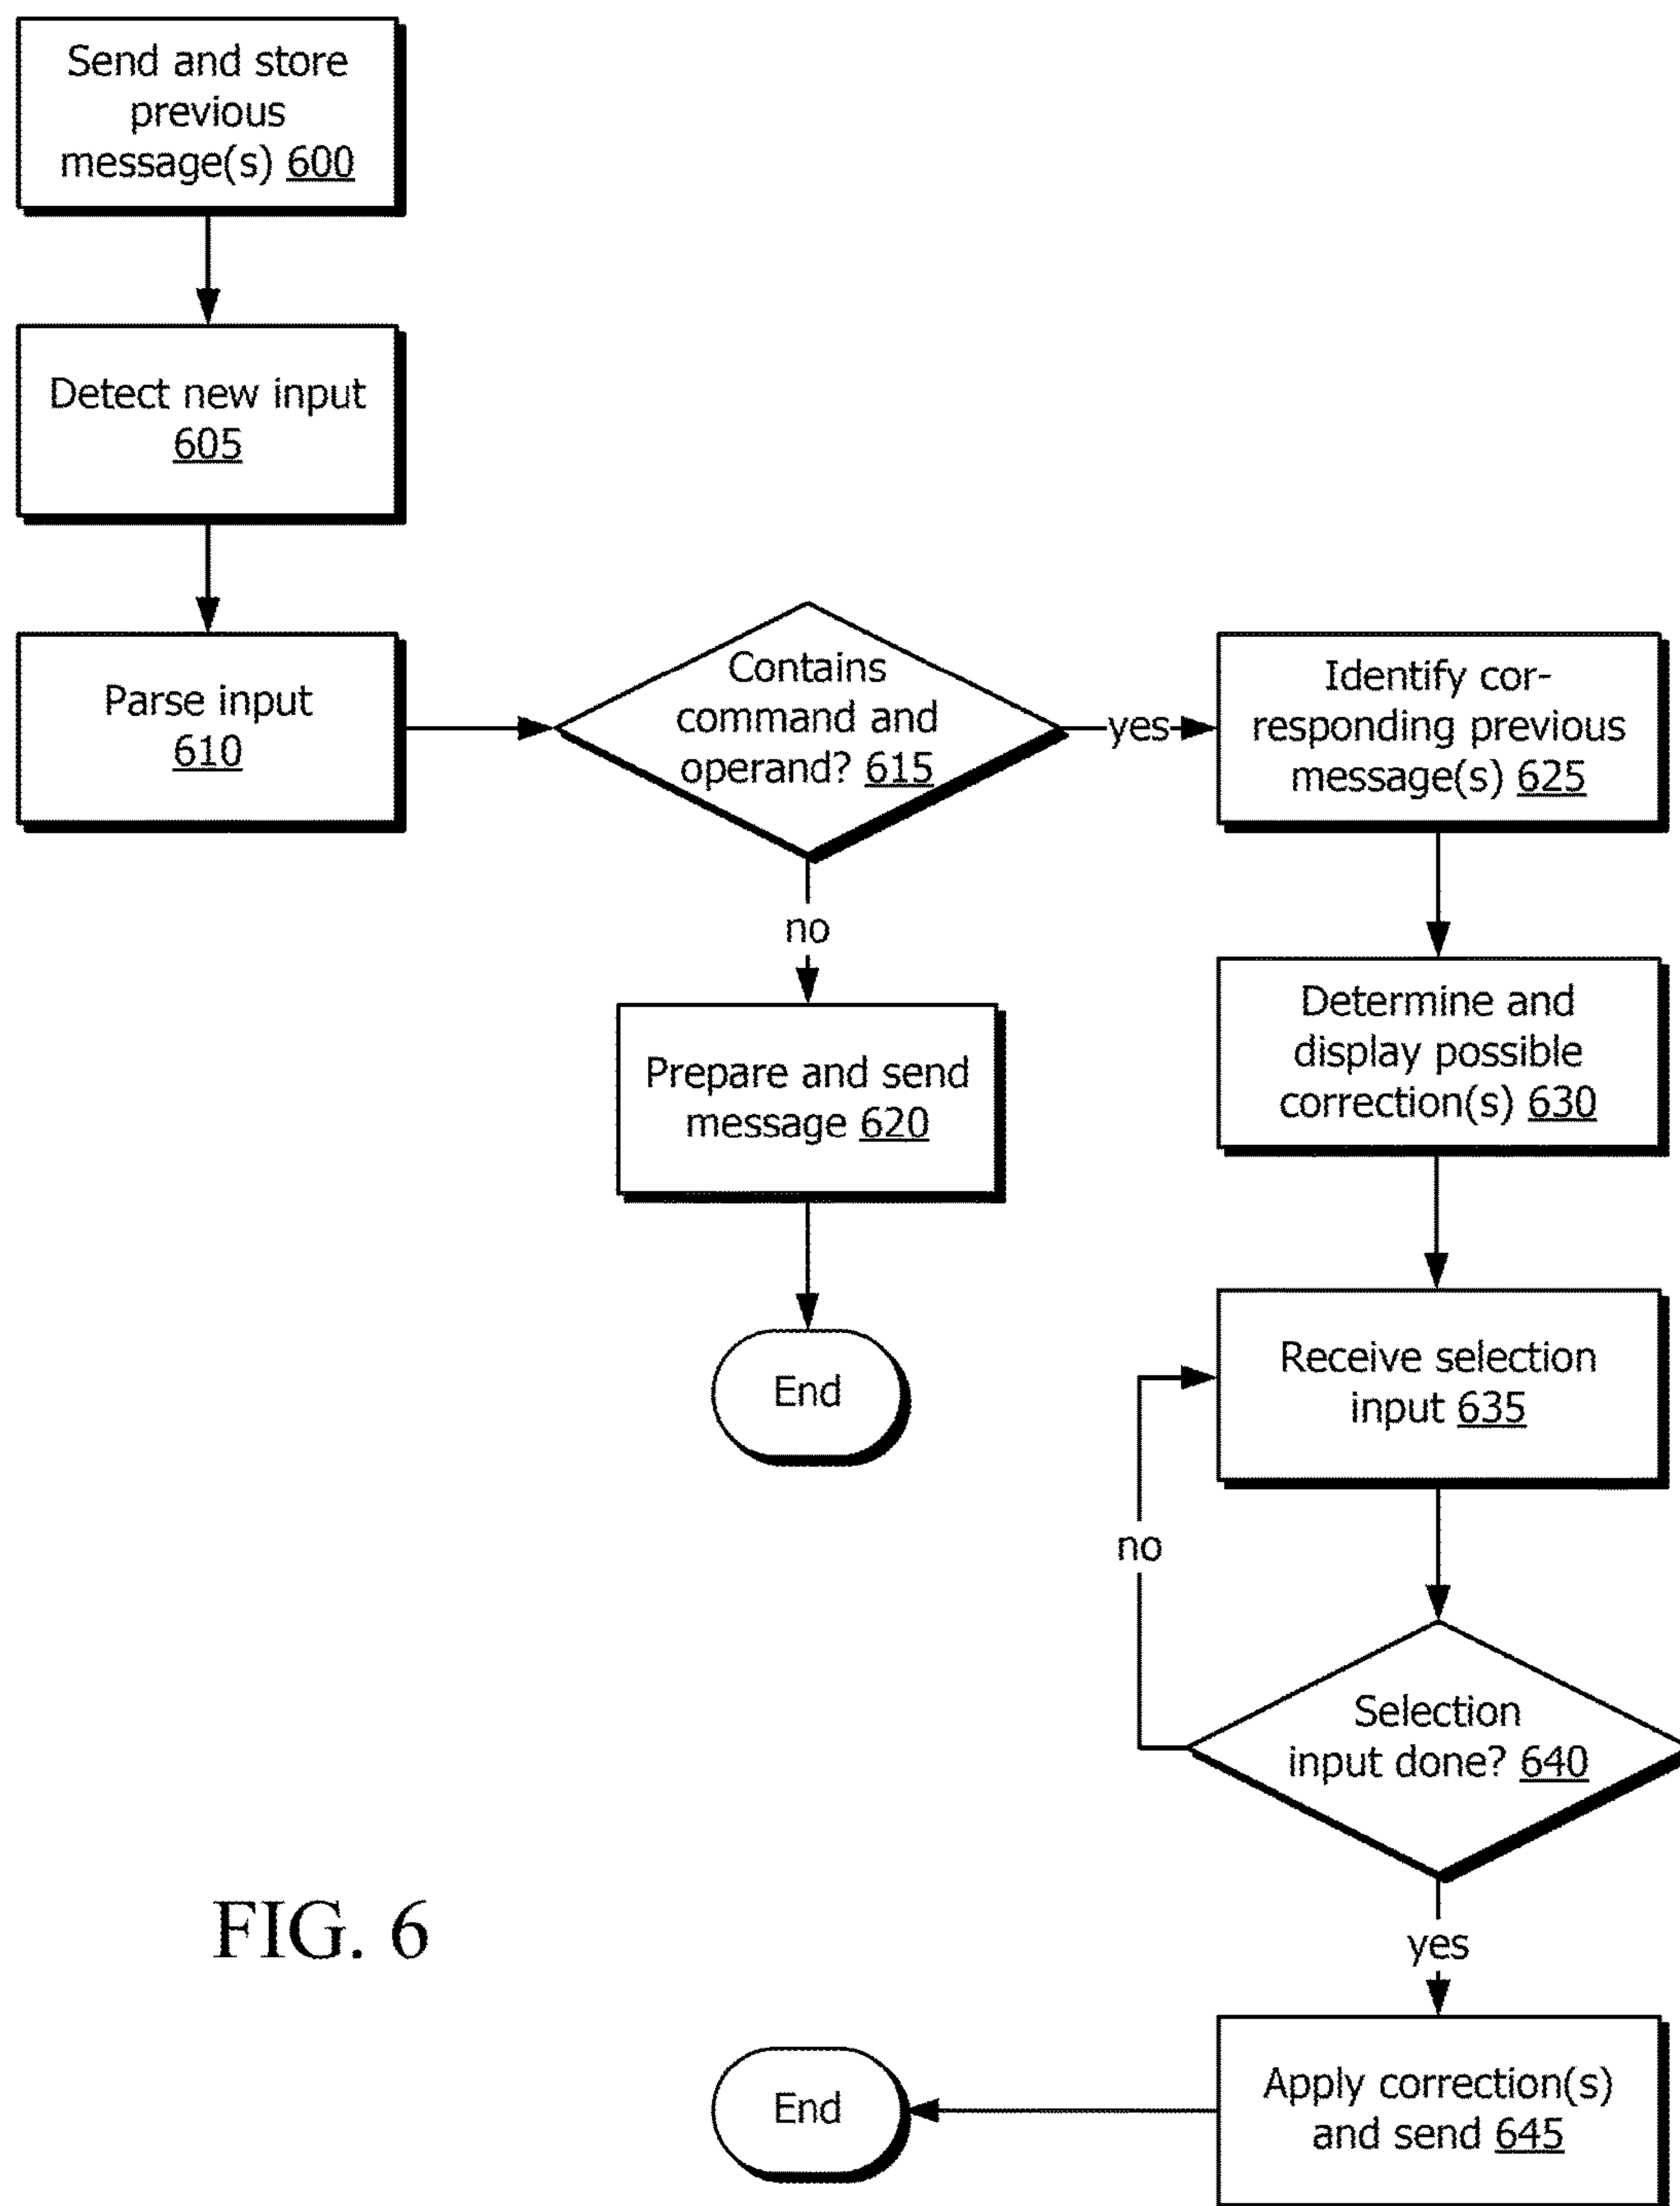 Send and store
previous
message(s) 600
Detect new input
605
Parse input
610
Contains
command and
operand? 615
yes
Identify cor-
responding previous
message(s) 625
no
Prepare and send
message 620
End
Determine and
display possible
correction(s) 630
Receive selection
input 635
no
Selection
input done? 640
yes
Apply correction(s)
and send 645
End
FIG. 6